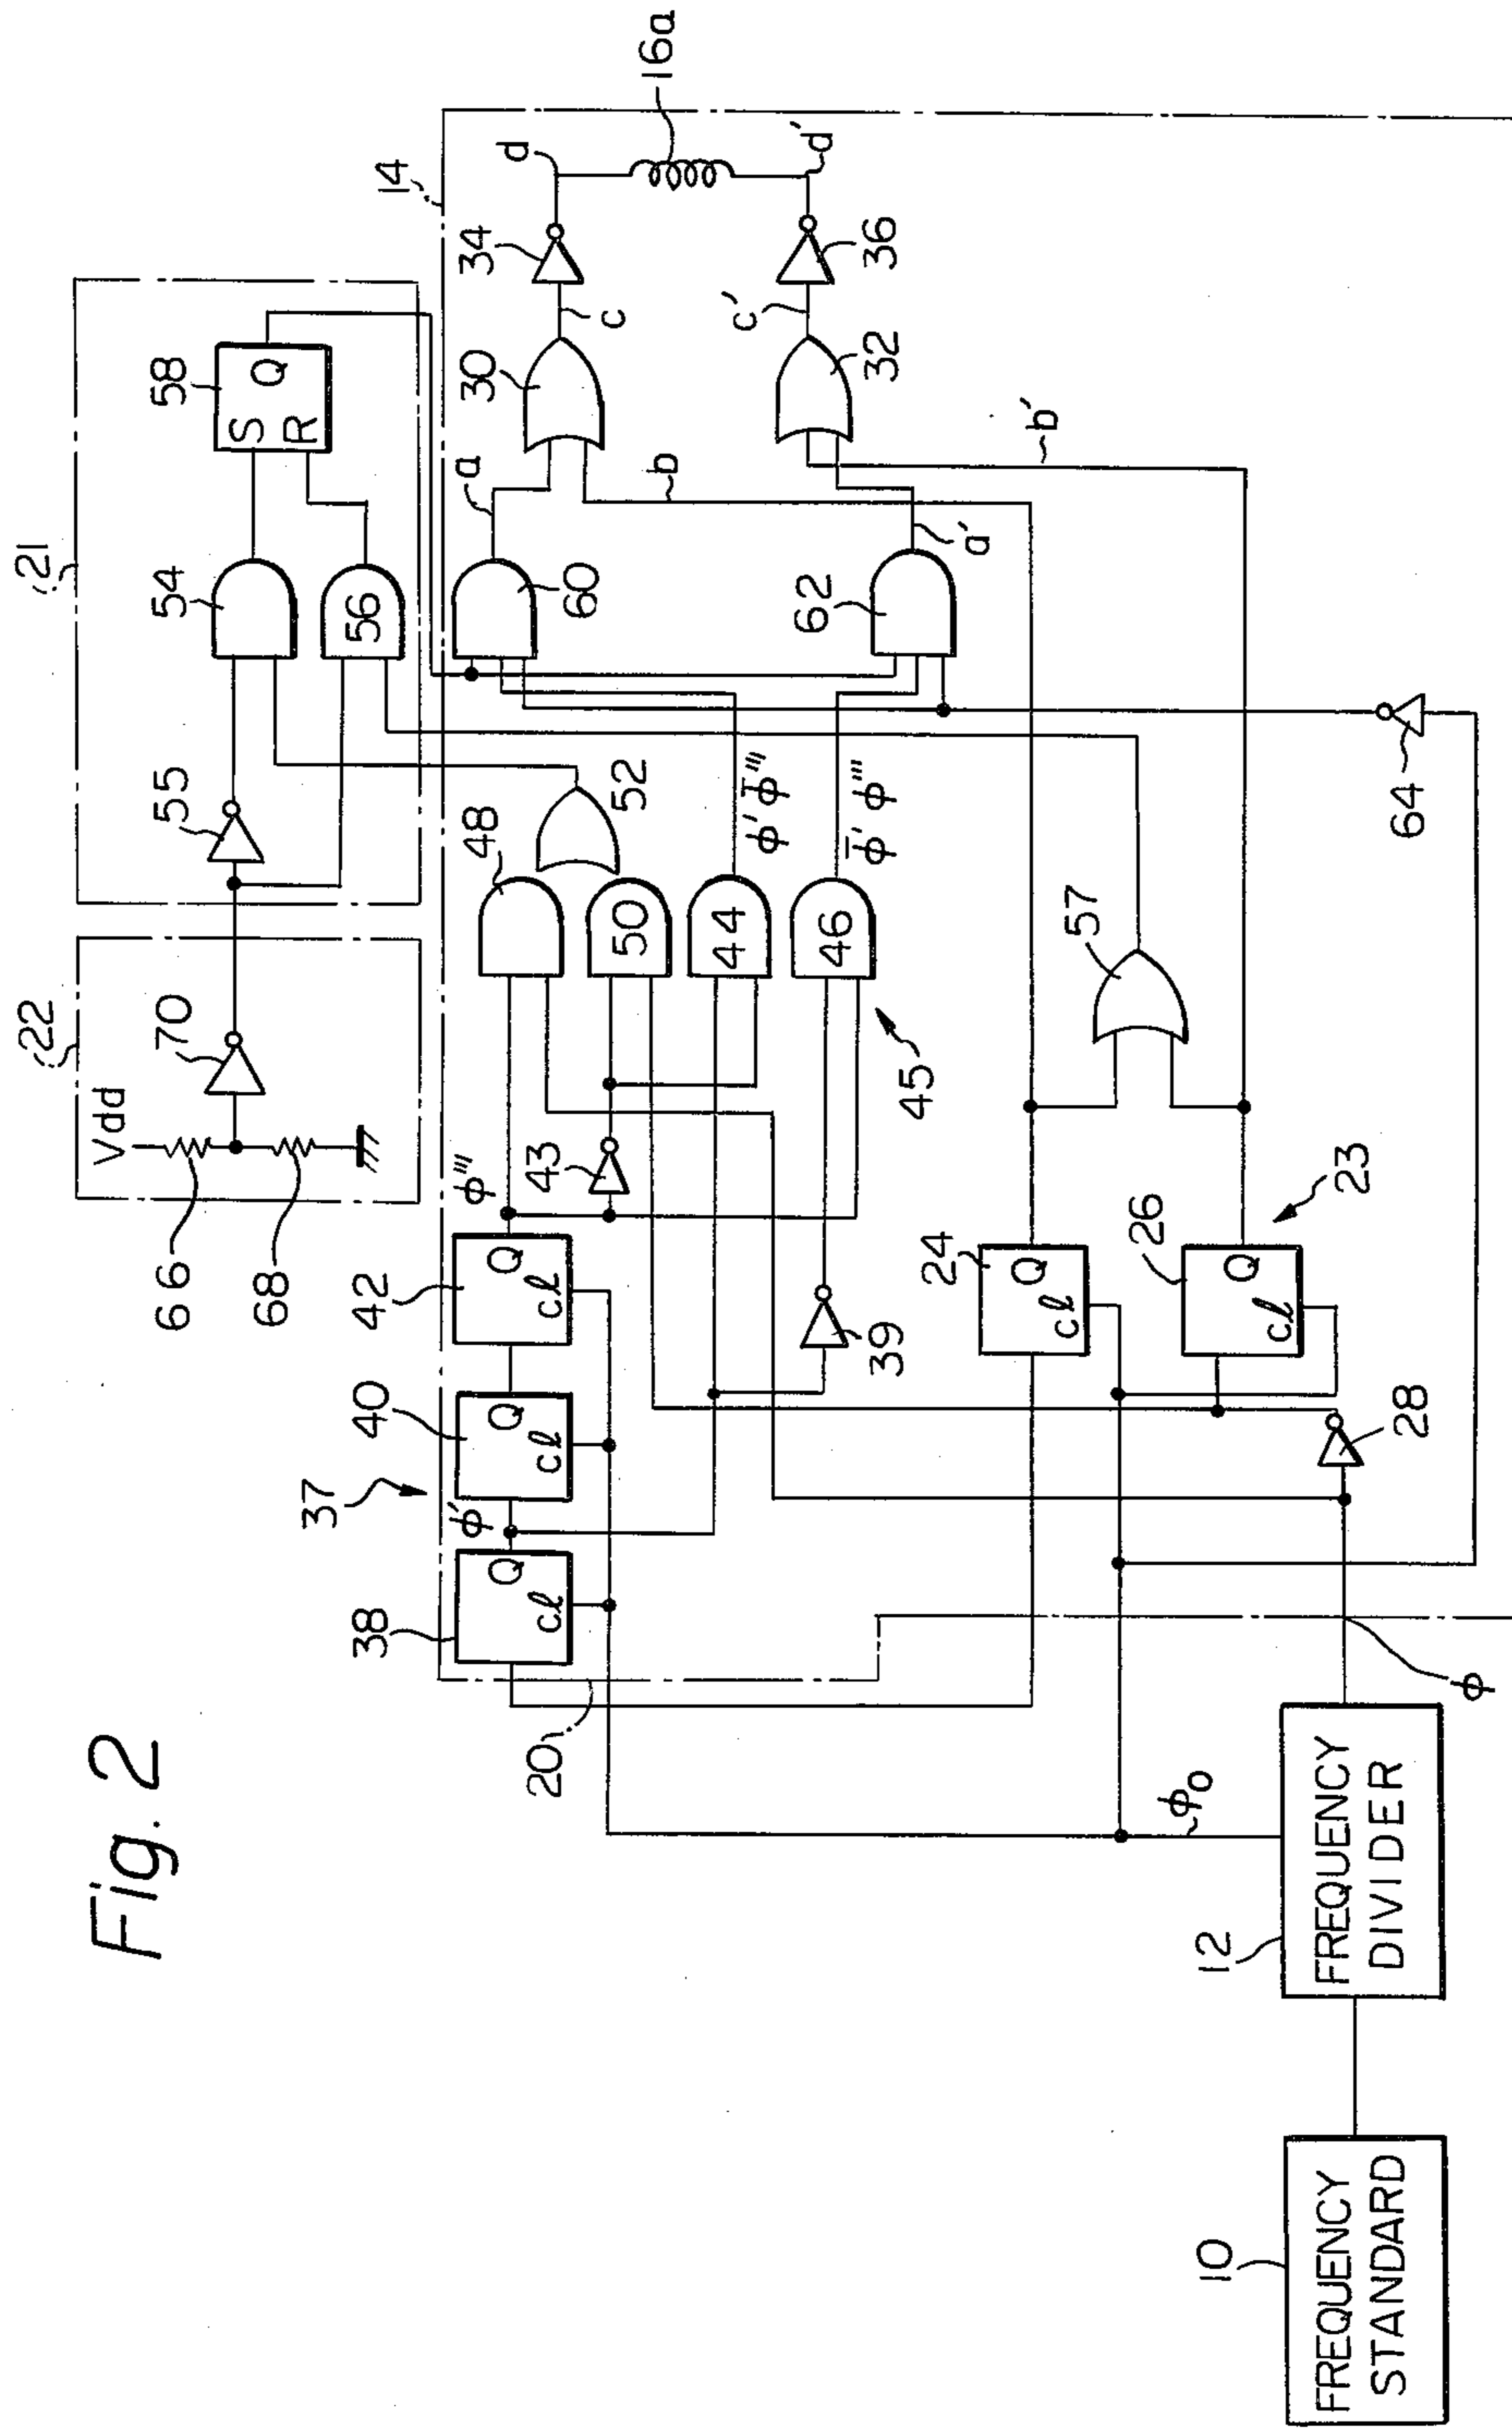 Fig. 2
22
Vdd
66
68
70
21
55
54
56
58
S
R
Q
14
20
37
38
Q
cl
ϕ'
40
Q
cl
42
Q
cl
ϕ'''
43
39
48
50
52
44
46
45
ϕ' ϕ̅'''
ϕ̅' ϕ'''
60
62
a
a'
b
b'
30
32
c
c'
34
36
d
d'
16a
24
Q
cl
26
Q
cl
23
57
28
64
ϕ0
ϕ
10
FREQUENCY
STANDARD
12
FREQUENCY
DIVIDER